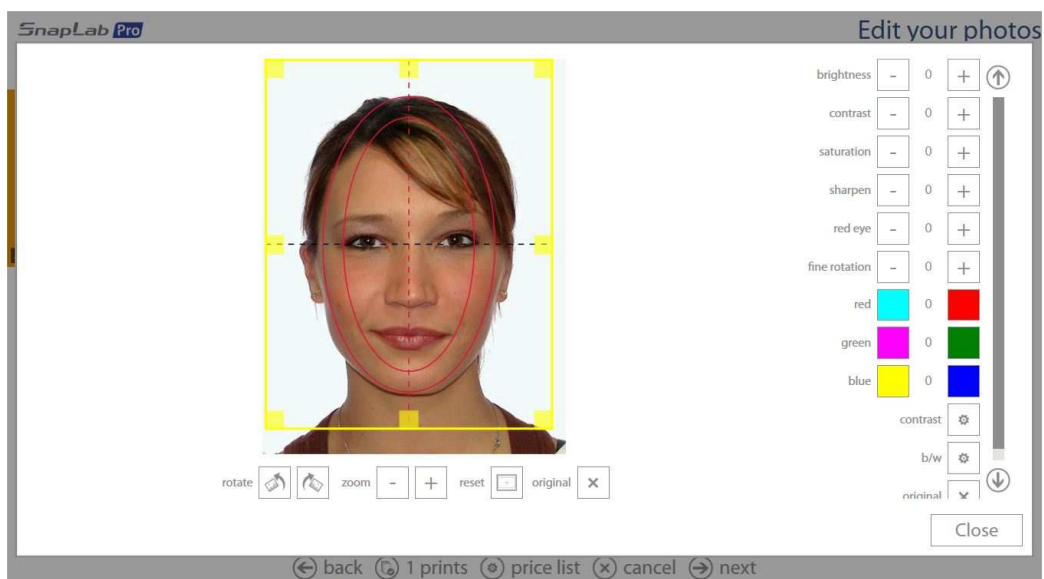 SnapLab Pro
Edit your photos
brightness - 0 +
contrast - 0 +
saturation - 0 +
sharpen - 0 +
red eye - 0 +
fine rotation - 0 +
red 0
green 0
blue 0
contrast
b/w
original
rotate zoom - + reset original
Close
back 1 prints price list cancel next